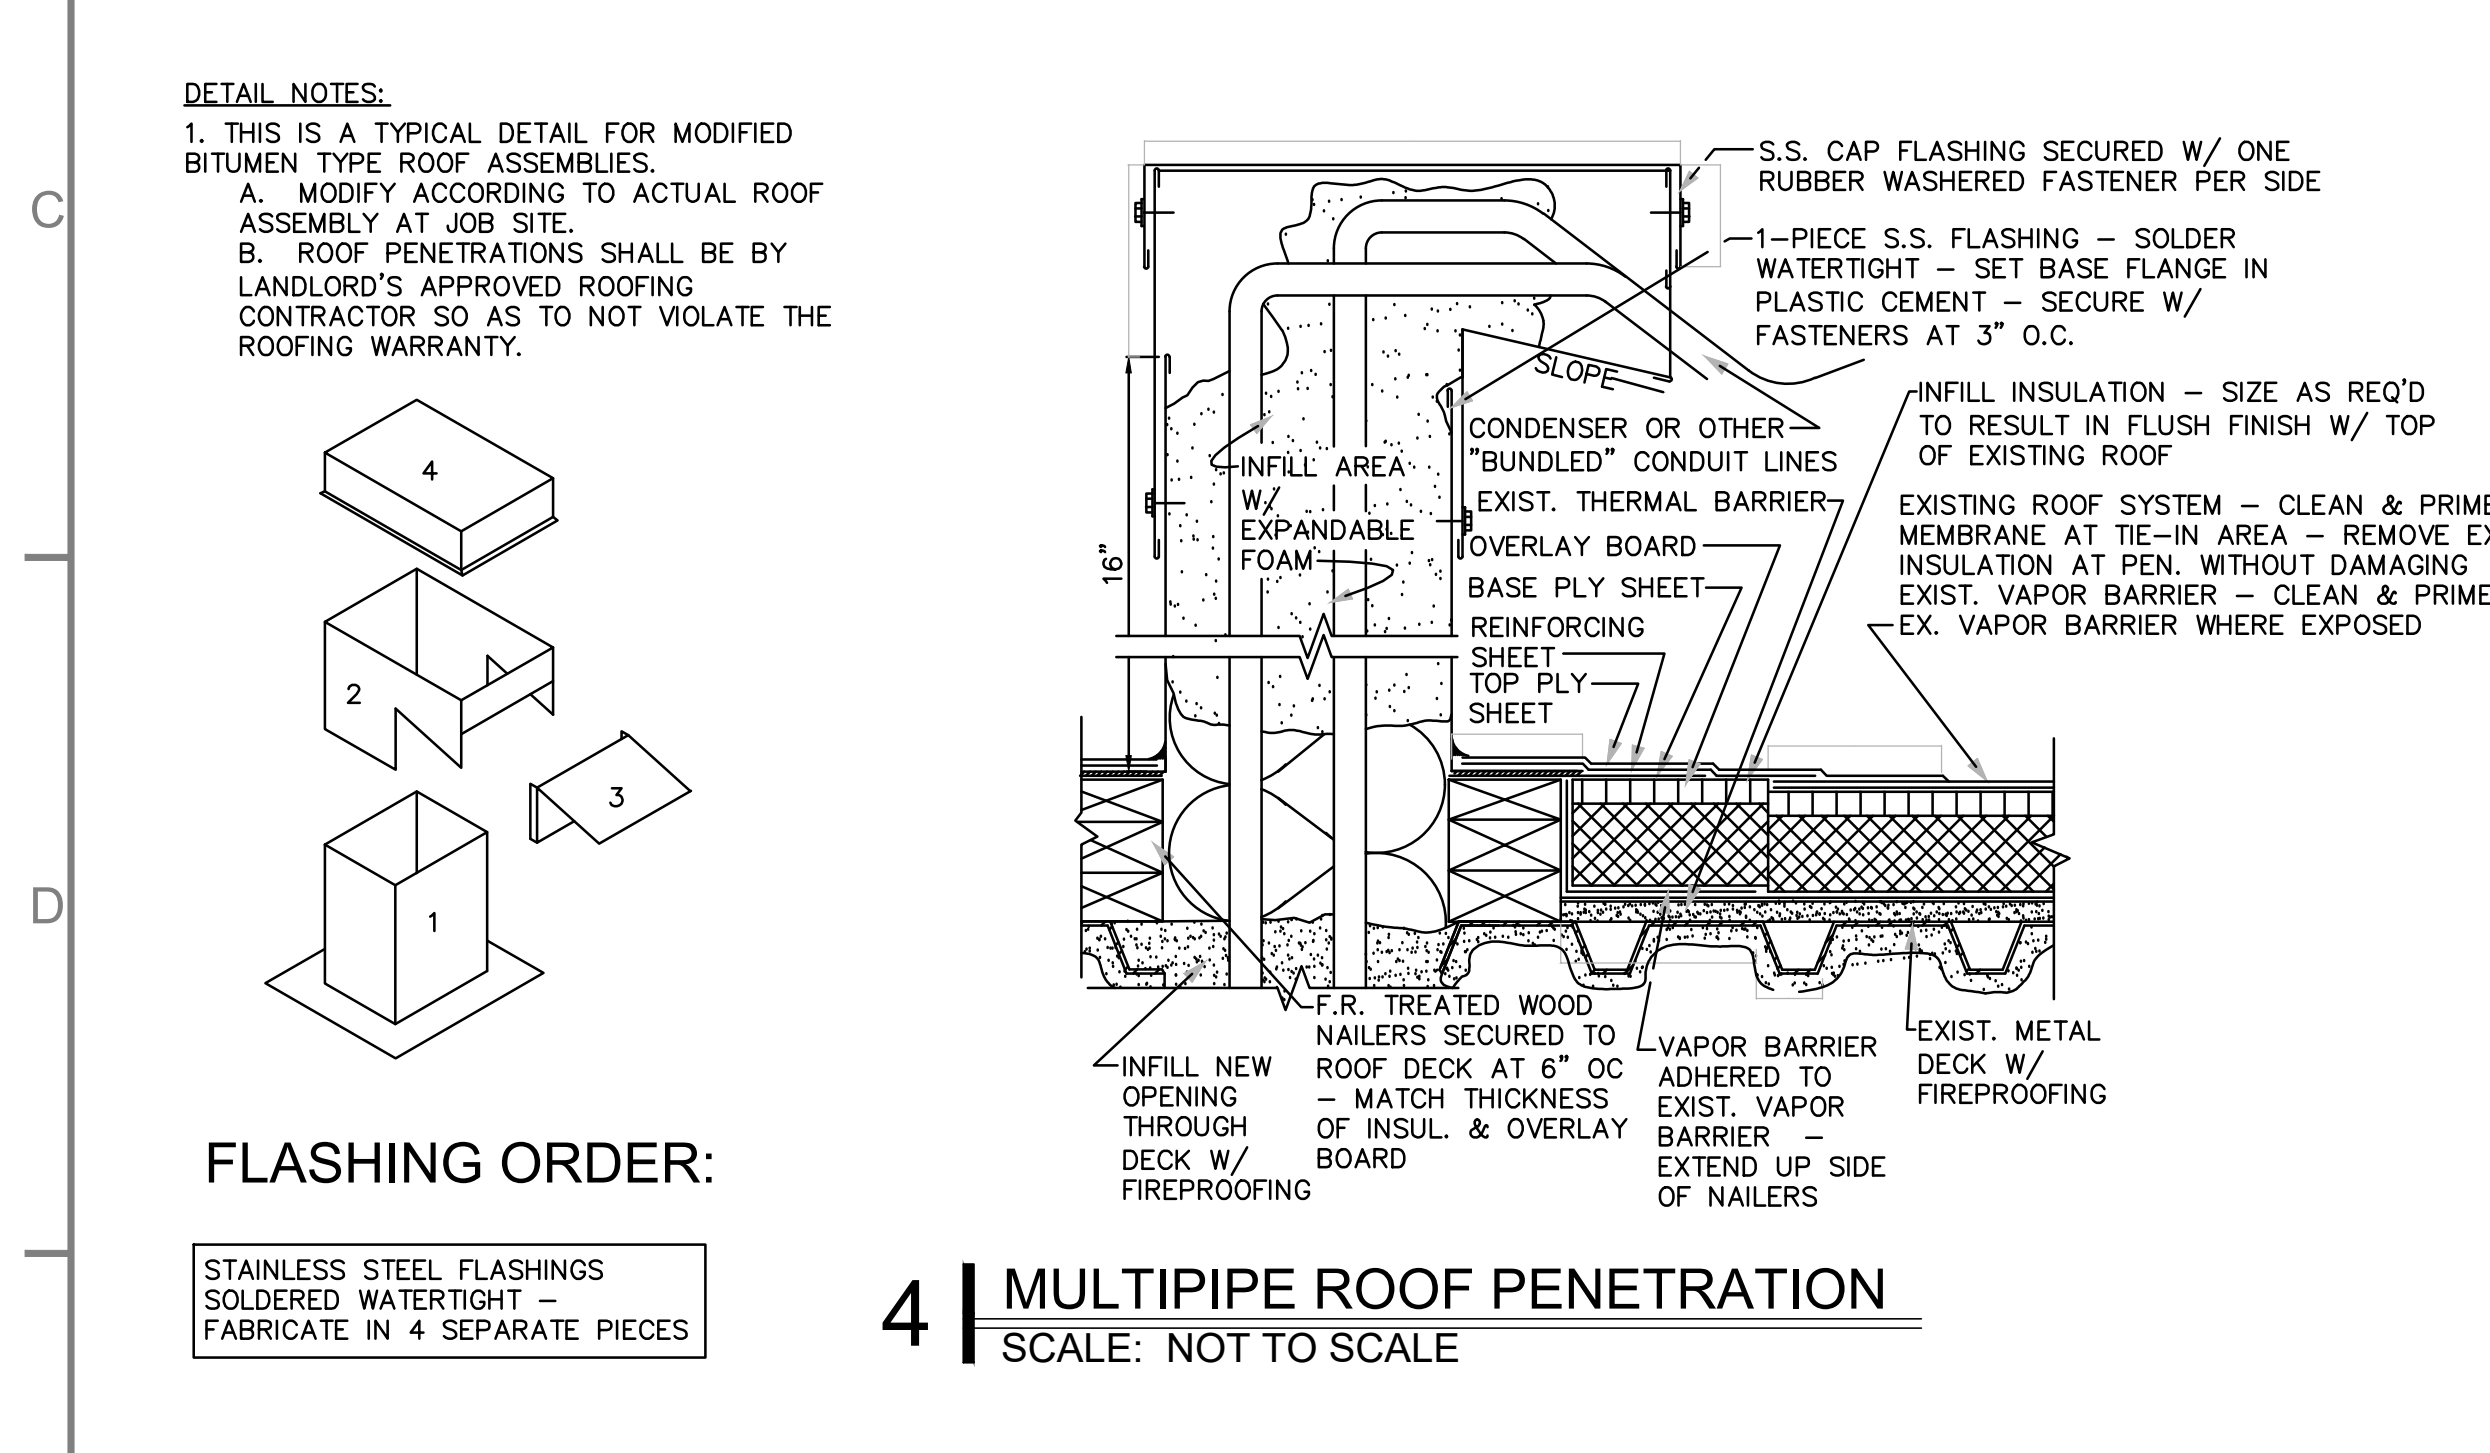 C
D
DETAIL NOTES:
1. THIS IS A TYPICAL DETAIL FOR MODIFIED
BITUMEN TYPE ROOF ASSEMBLIES.
A. MODIFY ACCORDING TO ACTUAL ROOF
ASSEMBLY AT JOB SITE.
B. ROOF PENETRATIONS SHALL BE BY
LANDLORD'S APPROVED ROOFING
CONTRACTOR SO AS TO NOT VIOLATE THE
ROOFING WARRANTY.
4
2
3
1
FLASHING ORDER:
STAINLESS STEEL FLASHINGS
SOLDERED WATERTIGHT –
FABRICATE IN 4 SEPARATE PIECES
S.S. CAP FLASHING SECURED W/ ONE
RUBBER WASHERED FASTENER PER SIDE
1–PIECE S.S. FLASHING – SOLDER
WATERTIGHT – SET BASE FLANGE IN
PLASTIC CEMENT – SECURE W/
FASTENERS AT 3" O.C.
SLOPE
INFILL INSULATION – SIZE AS REQ'D
TO RESULT IN FLUSH FINISH W/ TOP
OF EXISTING ROOF
CONDENSER OR OTHER
"BUNDLED" CONDUIT LINES
INFILL AREA
W/
EXPANDABLE
FOAM
16"
EXIST. THERMAL BARRIER
OVERLAY BOARD
BASE PLY SHEET
REINFORCING
SHEET
TOP PLY
SHEET
EXISTING ROOF SYSTEM – CLEAN & PRIME
MEMBRANE AT TIE–IN AREA – REMOVE
INSULATION AT PEN. WITHOUT DAMAGING
EXIST. VAPOR BARRIER – CLEAN & PRIME
EX. VAPOR BARRIER WHERE EXPOSED
INFILL NEW
OPENING
THROUGH
DECK W/
FIREPROOFING
F.R. TREATED WOOD
NAILERS SECURED TO
ROOF DECK AT 6" OC
– MATCH THICKNESS
OF INSUL. & OVERLAY
BOARD
VAPOR BARRIER
ADHERED TO
EXIST. VAPOR
BARRIER –
EXTEND UP SIDE
OF NAILERS
EXIST. METAL
DECK W/
FIREPROOFING
4
MULTIPIPE ROOF PENETRATION
SCALE: NOT TO SCALE